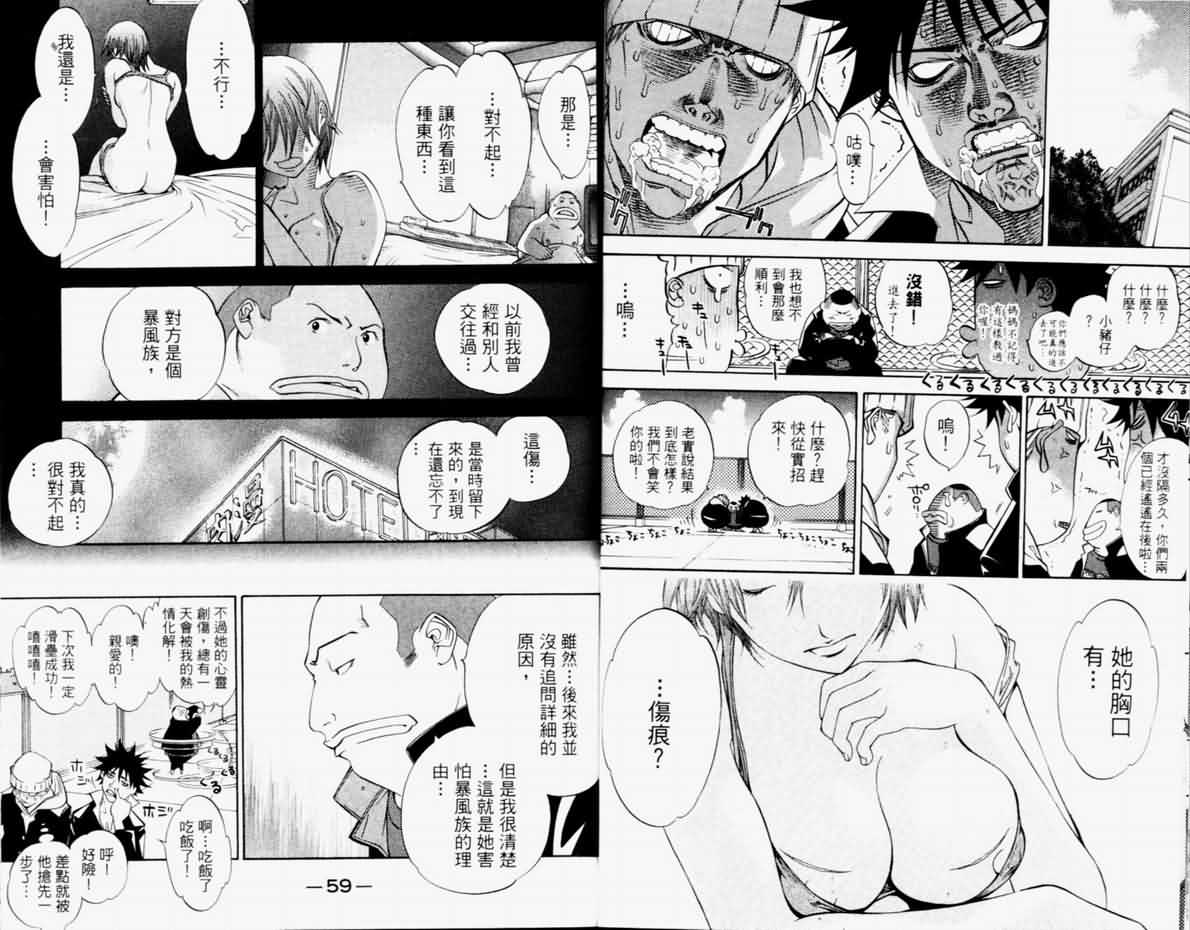 咕噗…
什麼？
什麼？
什麼？
小豬仔
？
你們應該不
可能真的進
去了吧…
媽媽不記得
有這樣教過
你喔！
沒錯！
進去了！
我也想不
到會那麼
順利…
嗚…
才沒隔多久，你們兩
個已經遙遙在後啦…
嗚！
什麼？趕
快從實招
來！
老實說結果
到底怎樣？
我們不會笑
你的啦！
她的胸口
有…
…傷痕？
那是…
…對不起…
讓你看到這
種東西…
…不行…
我還是…
…會害怕！
以前我曾
經和別人
交往過…
對方是個
暴風族，
這傷…
是當時留下
來的，到現
在還忘不了
…
我真的…
很對不起
…
HOTE
雖然…後來我並
沒有追問詳細的
原因，
但是我很清楚
…這就是她害
怕暴風族的理
由…
不過她的心靈
創傷，總有一
天會被我的熱
情化解！
噢！
親愛的！
下次我一定
滑壘成功！
嘻嘻嘻！
ホジ
ホジ
啊…吃飯了
吃飯了！
呼！
好險！
差點就被
他搶先一
步了…
—59—